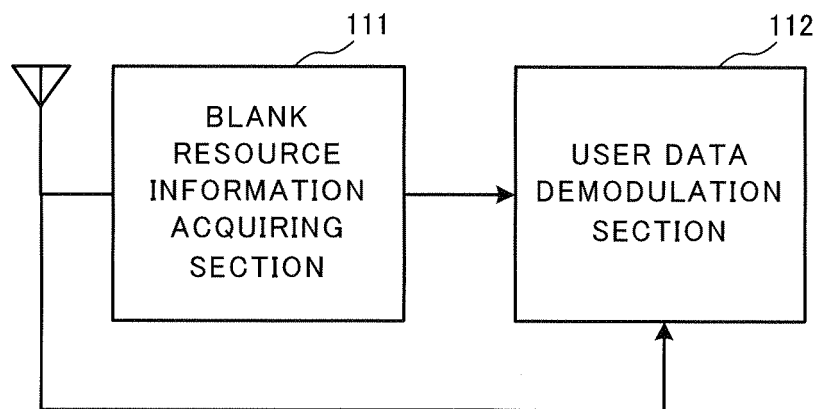 111
112
BLANK
RESOURCE
INFORMATION
ACQUIRING
SECTION
USER DATA
DEMODULATION
SECTION